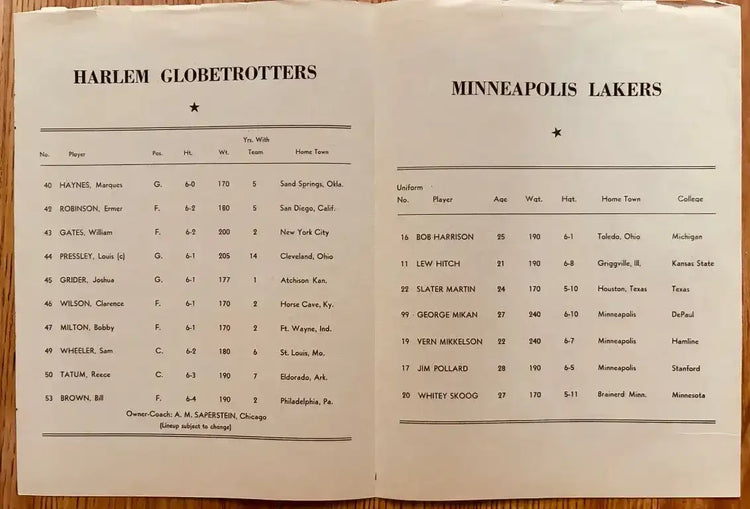 HARLEM GLOBETROTTERS
★
Yrs. With
No. Player Pos. Ht. Wt. Team Home Town
40 HAYNES, Marques G. 6-0 170 5 Sand Springs, Okla.
42 ROBINSON, Ermer F. 6-2 180 5 San Diego, Calif.
43 GATES, William F. 6-2 200 2 New York City
44 PRESSLEY, Louis (c) G. 6-1 205 14 Cleveland, Ohio
45 GRIDER, Joshua G. 6-1 177 1 Atchison Kan.
46 WILSON, Clarence F. 6-1 170 2 Horse Cave, Ky.
47 MILTON, Bobby F. 6-1 170 2 Ft. Wayne, Ind.
49 WHEELER, Sam C. 6-2 180 6 St. Louis, Mo.
50 TATUM, Reece C. 6-3 190 7 Eldorado, Ark.
53 BROWN, Bill F. 6-4 190 2 Philadelphia, Pa.
Owner-Coach: A. M. SAPERSTEIN, Chicago
(Lineup subject to change)
MINNEAPOLIS LAKERS
★
Uniform
No. Player Age Wgt. Hgt. Home Town College
16 BOB HARRISON 25 190 6-1 Toledo, Ohio Michigan
11 LEW HITCH 21 190 6-8 Griggville, Ill. Kansas State
22 SLATER MARTIN 24 170 5-10 Houston, Texas Texas
99 GEORGE MIKAN 27 240 6-10 Minneapolis DePaul
19 VERN MIKKELSON 22 240 6-7 Minneapolis Hamline
17 JIM POLLARD 28 190 6-5 Minneapolis Stanford
20 WHITEY SKOOG 27 170 5-11 Brainerd Minn. Minnesota